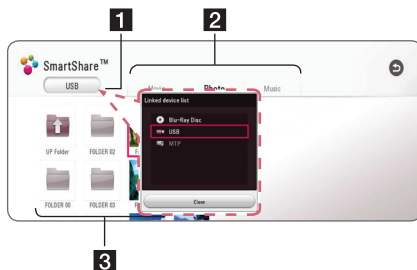 1
2
SmartShare™
USB
Photo
Music
Linked device list
Blu-Ray Disc
USB
MTP
Close
UP Folder
FOLDER 02
FOLDER 00
FOLDER 03
3